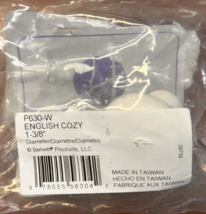 P630-W
ENGLISH COZY
1-3/8"
Diameter/Diamètre/Diámetro
© Belwith Products, LLC
MADE IN TAIWAN
HECHO EN TAIWAN
FABRIQUE AUX TAIWAN